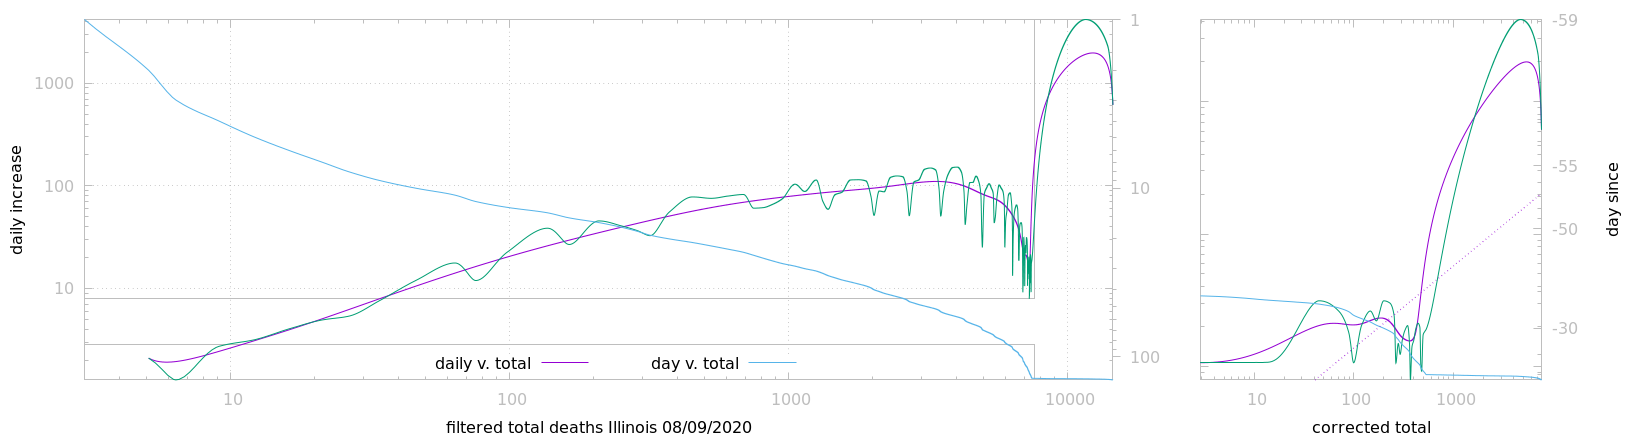 daily increase
1000
100
10
daily v. total
day v. total
10
100
1000
10000
filtered total deaths Illinois 08/09/2020
1
10
100
-59
-55
-50
-30
day since
10
100
1000
corrected total